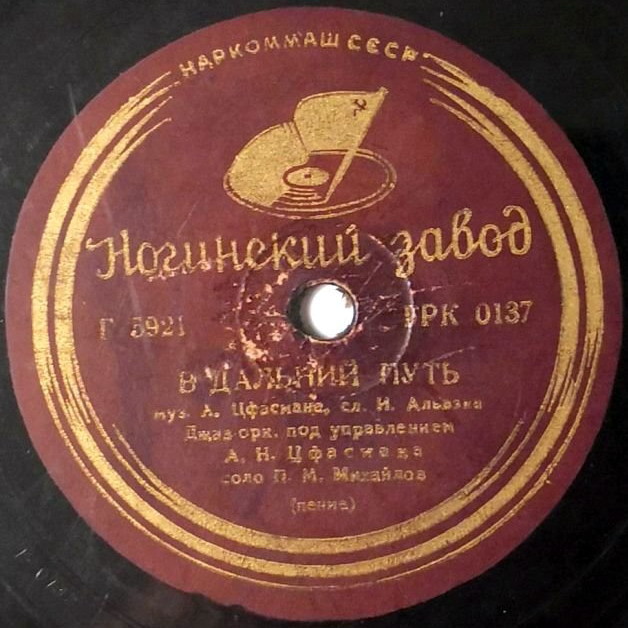 НАРКОММАШ СССР
Ногинский завод
Г 5921
ГРК 0137
В ДАЛЬНИЙ ПУТЬ
муз. А. Цфасмана, сл. И. Альвэка
Джаз-орк. под управлением
А. Н. Цфасмана
соло П. М. Михайлов
(пение)